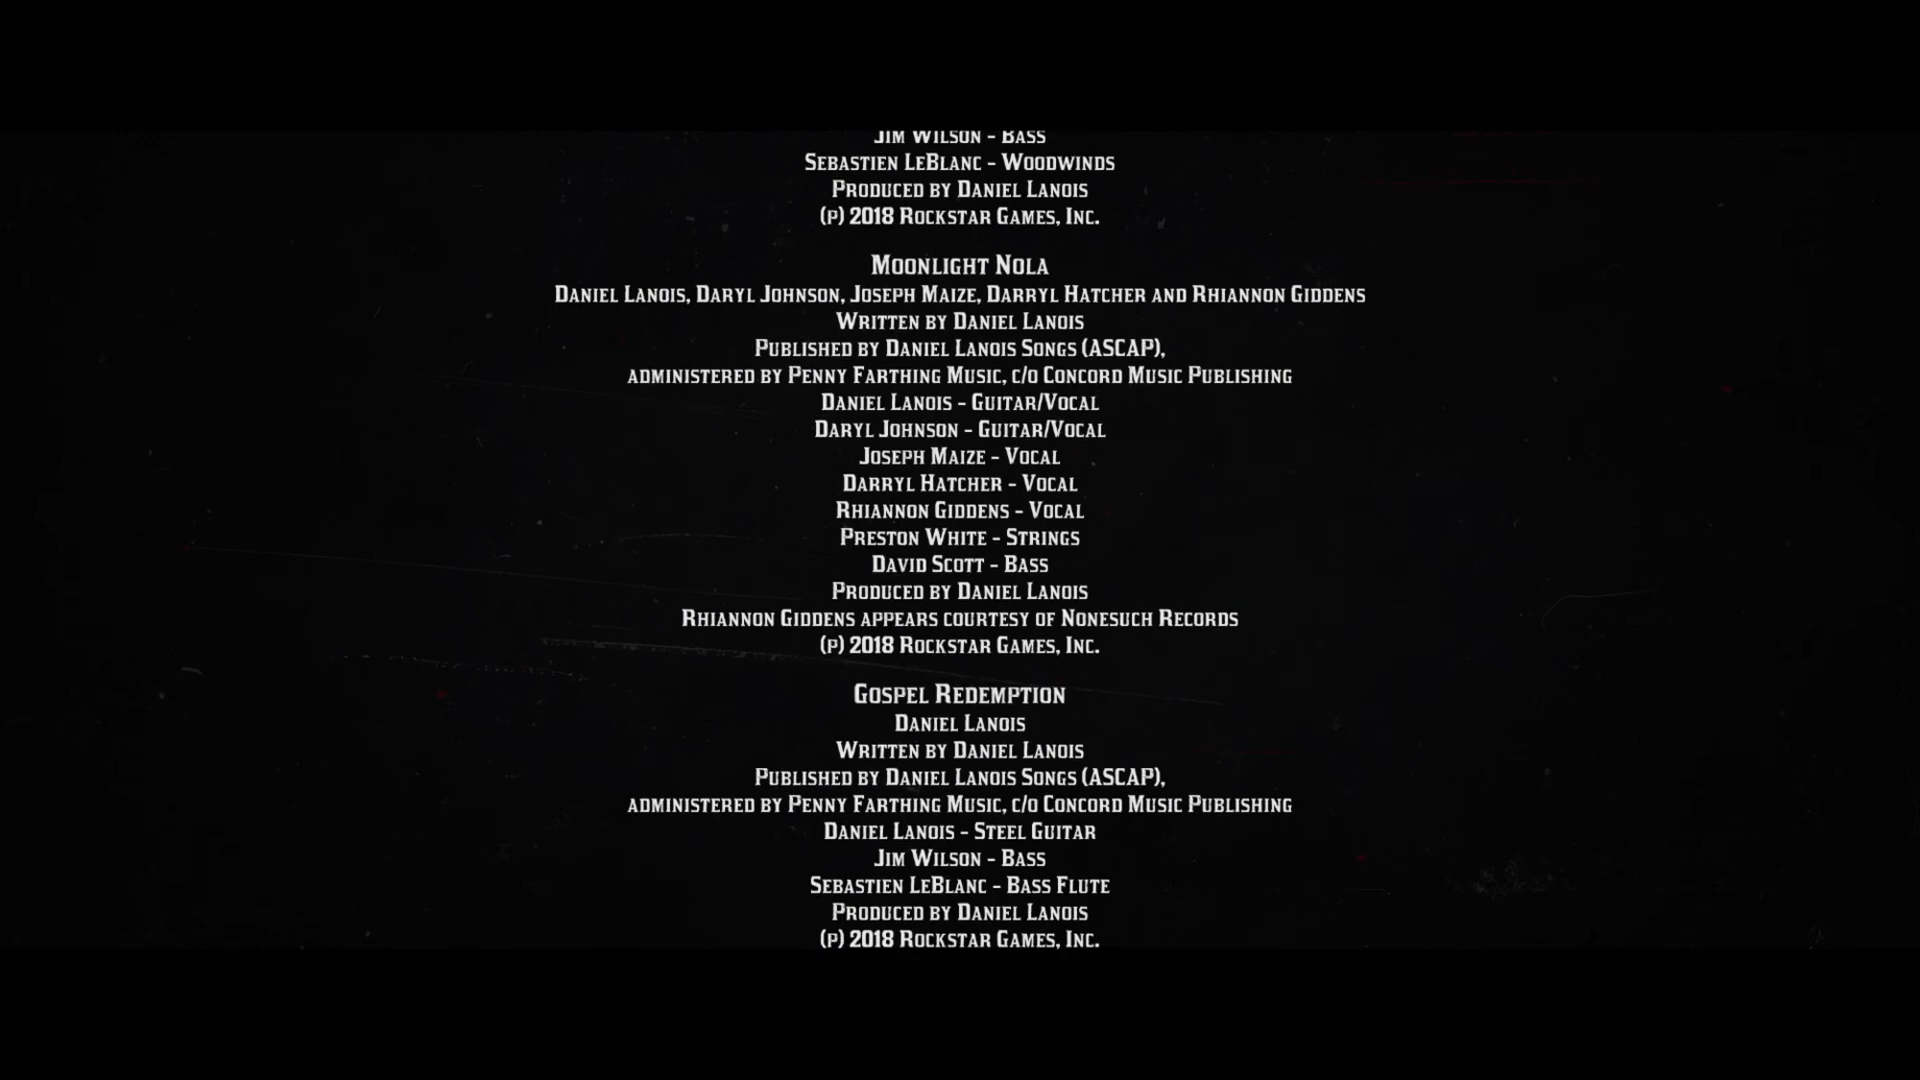 Jim Wilson - Bass
Sebastien LeBlanc - Woodwinds
Produced by Daniel Lanois
(p) 2018 Rockstar Games, Inc.
Moonlight Nola
Daniel Lanois, Daryl Johnson, Joseph Maize, Darryl Hatcher and Rhiannon Giddens
Written by Daniel Lanois
Published by Daniel Lanois Songs (ASCAP),
administered by Penny Farthing Music, c/o Concord Music Publishing
Daniel Lanois - Guitar/Vocal
Daryl Johnson - Guitar/Vocal
Joseph Maize - Vocal
Darryl Hatcher - Vocal
Rhiannon Giddens - Vocal
Preston White - Strings
David Scott - Bass
Produced by Daniel Lanois
Rhiannon Giddens appears courtesy of Nonesuch Records
(p) 2018 Rockstar Games, Inc.
Gospel Redemption
Daniel Lanois
Written by Daniel Lanois
Published by Daniel Lanois Songs (ASCAP),
administered by Penny Farthing Music, c/o Concord Music Publishing
Daniel Lanois - Steel Guitar
Jim Wilson - Bass
Sebastien LeBlanc - Bass Flute
Produced by Daniel Lanois
(p) 2018 Rockstar Games, Inc.